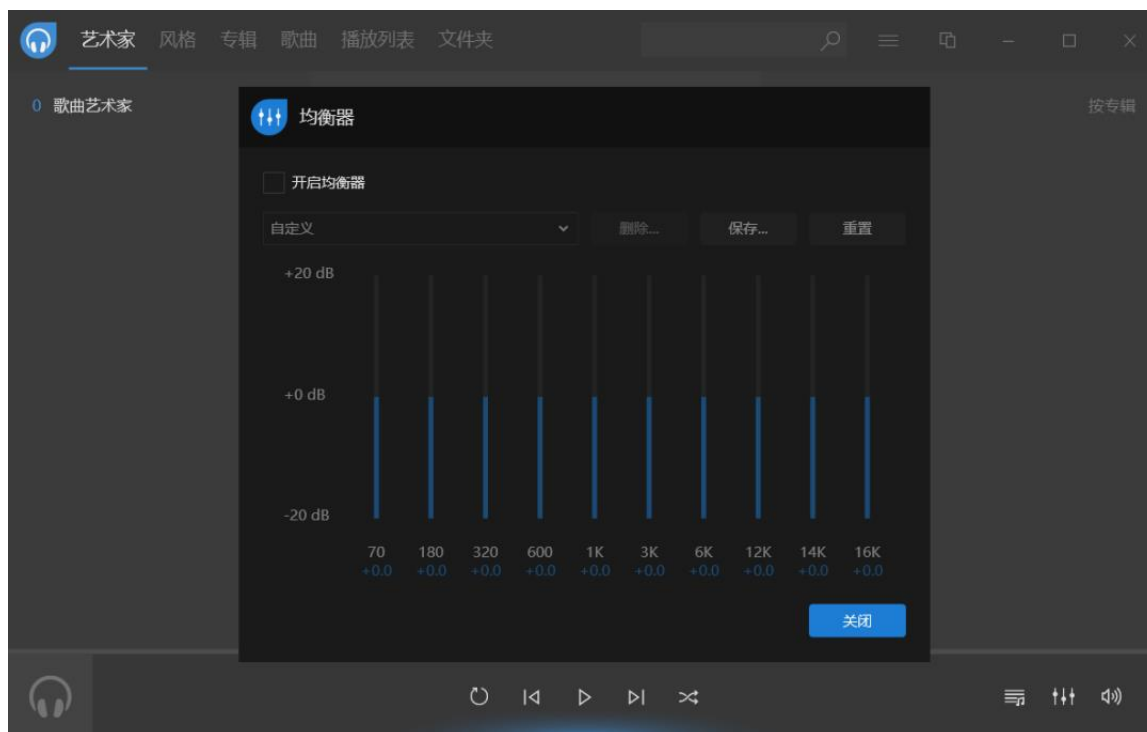 艺术家 风格 专辑 歌曲 播放列表 文件夹
0 歌曲艺术家
按专辑
均衡器
开启均衡器
自定义 删除... 保存... 重置
+20 dB
+0 dB
-20 dB
70 180 320 600 1K 3K 6K 12K 14K 16K
+0.0 +0.0 +0.0 +0.0 +0.0 +0.0 +0.0 +0.0 +0.0 +0.0
关闭